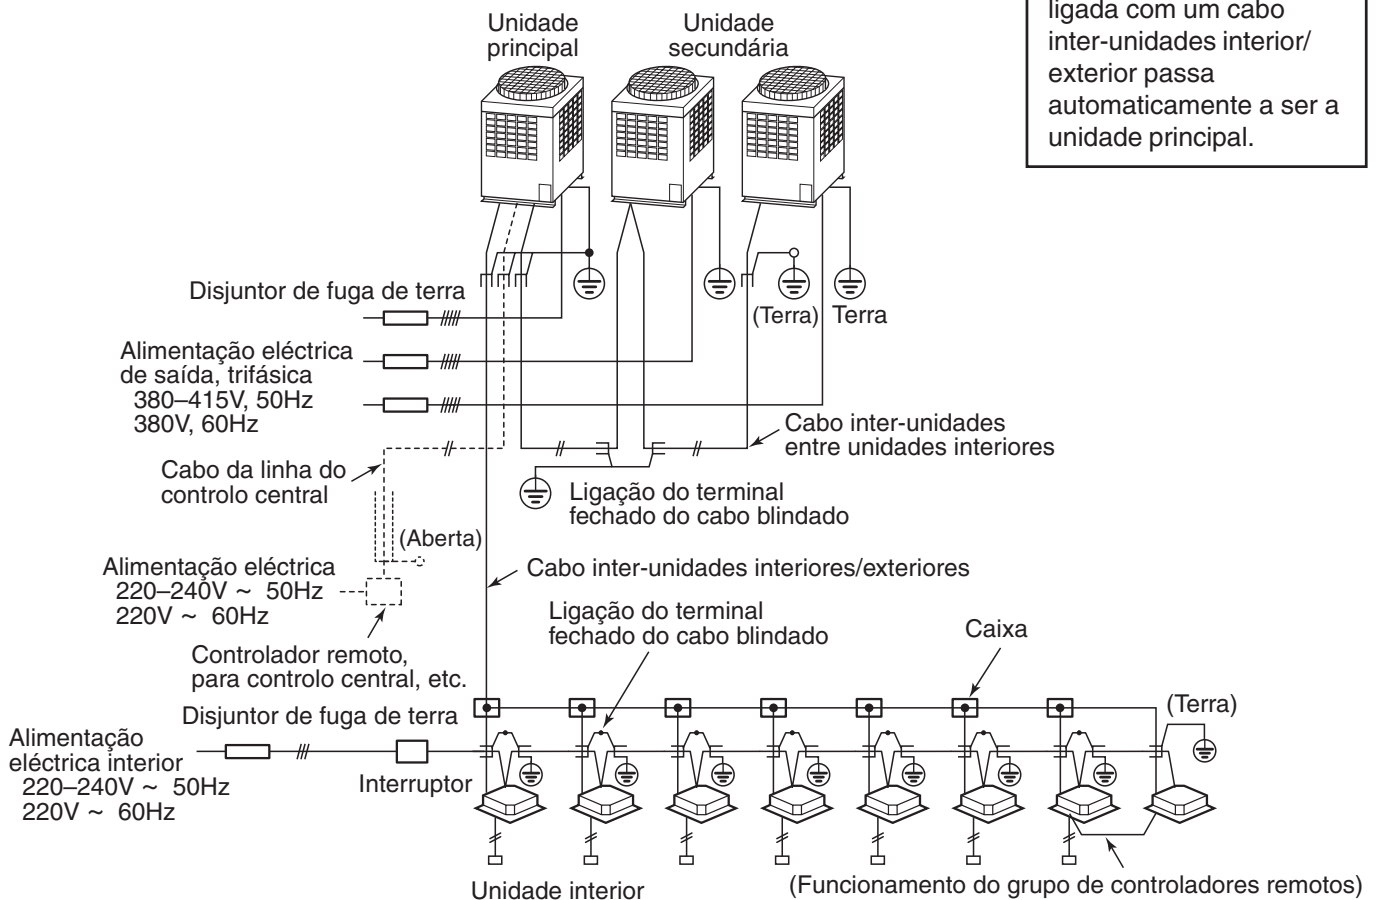 Unidade
principal
Unidade
secundária
ligada com um cabo
inter-unidades interior/
exterior passa
automaticamente a ser a
unidade principal.
Disjuntor de fuga de terra
(Terra)
Terra
Alimentação eléctrica
de saída, trifásica
380–415V, 50Hz
380V, 60Hz
Cabo inter-unidades
entre unidades interiores
Cabo da linha do
controlo central
Ligação do terminal
fechado do cabo blindado
(Aberta)
Alimentação eléctrica
220–240V ~ 50Hz
220V ~ 60Hz
Cabo inter-unidades interiores/exteriores
Ligação do terminal
fechado do cabo blindado
Caixa
Controlador remoto,
para controlo central, etc.
Disjuntor de fuga de terra
(Terra)
Alimentação
eléctrica interior
220–240V ~ 50Hz
220V ~ 60Hz
Interruptor
Unidade interior
(Funcionamento do grupo de controladores remotos)